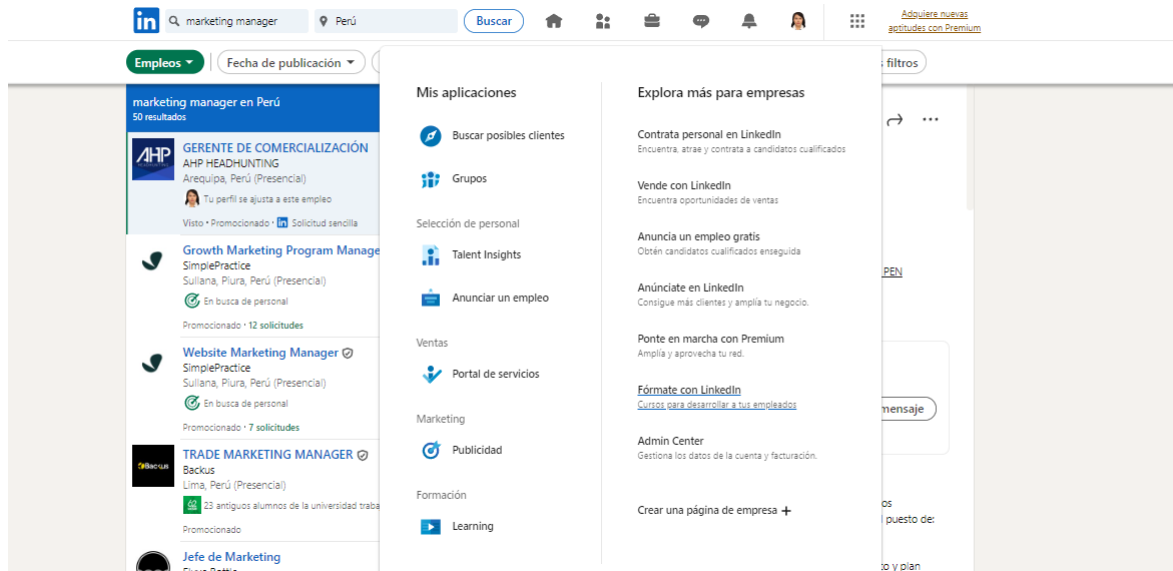 in
marketing manager
Perú
Buscar
Adquiere nuevas
aptitudes con Premium
Empleos
Fecha de publicación
filtros
marketing manager en Perú
50 resultados
AHP
GERENTE DE COMERCIALIZACIÓN
AHP HEADHUNTING
Arequipa, Perú (Presencial)
Tu perfil se ajusta a este empleo
Visto • Promocionado • in Solicitud sencilla
Growth Marketing Program Manage
SimplePractice
Sullana, Piura, Perú (Presencial)
En busca de personal
Promocionado • 12 solicitudes
Website Marketing Manager
SimplePractice
Sullana, Piura, Perú (Presencial)
En busca de personal
Promocionado • 7 solicitudes
Backus
TRADE MARKETING MANAGER
Backus
Lima, Perú (Presencial)
23 antiguos alumnos de la universidad traba
Promocionado
Jefe de Marketing
Mis aplicaciones
Buscar posibles clientes
Grupos
Selección de personal
Talent Insights
Anunciar un empleo
Ventas
Portal de servicios
Marketing
Publicidad
Formación
Learning
Explora más para empresas
Contrata personal en LinkedIn
Encuentra, atrae y contrata a candidatos cualificados
Vende con LinkedIn
Encuentra oportunidades de ventas
Anuncia un empleo gratis
Obtén candidatos cualificados enseguida
Anúnciate en LinkedIn
Consigue más clientes y amplía tu negocio.
Ponte en marcha con Premium
Amplía y aprovecha tu red.
Fórmate con LinkedIn
Cursos para desarrollar a tus empleados
Admin Center
Gestiona los datos de la cuenta y facturación.
Crear una página de empresa +
PEN
mensaje
os
puesto de:
o y plan